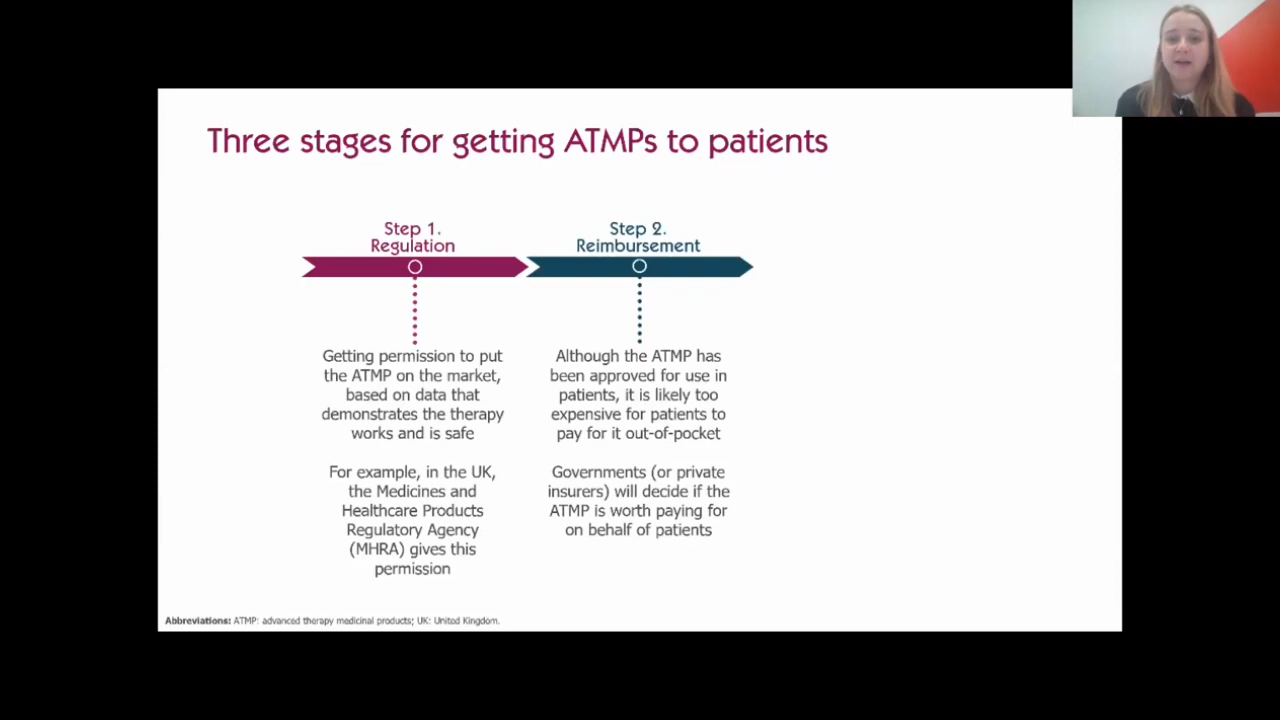 Three stages for getting ATMPs to patients
Step 1.
Regulation
Step 2.
Reimbursement
Getting permission to put
the ATMP on the market,
based on data that
demonstrates the therapy
works and is safe
For example, in the UK,
the Medicines and
Healthcare Products
Regulatory Agency
(MHRA) gives this
permission
Although the ATMP has
been approved for use in
patients, it is likely too
expensive for patients to
pay for it out-of-pocket
Governments (or private
insurers) will decide if the
ATMP is worth paying for
on behalf of patients
Abbreviations: ATMP: advanced therapy medicinal products; UK: United Kingdom.